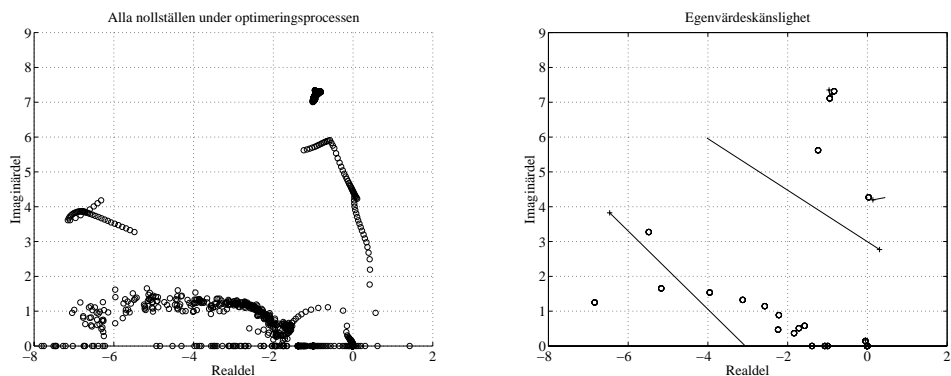 Alla nollställen under optimeringsprocessen
9
8
7
6
5
4
3
2
1
0
Imaginärdel
−8 −6 −4 −2 0 2
Realdel
Egenvärdeskänslighet
9
8
7
6
5
4
3
2
1
0
Imaginärdel
−8 −6 −4 −2 0 2
Realdel